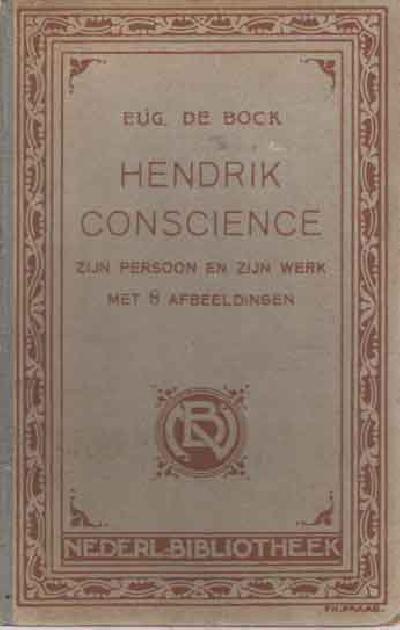 EUG. DE BOCK
HENDRIK
CONSCIENCE
ZIJN PERSOON EN ZIJN WERK
MET 8 AFBEELDINGEN
NEDERL-BIBLIOTHEEK